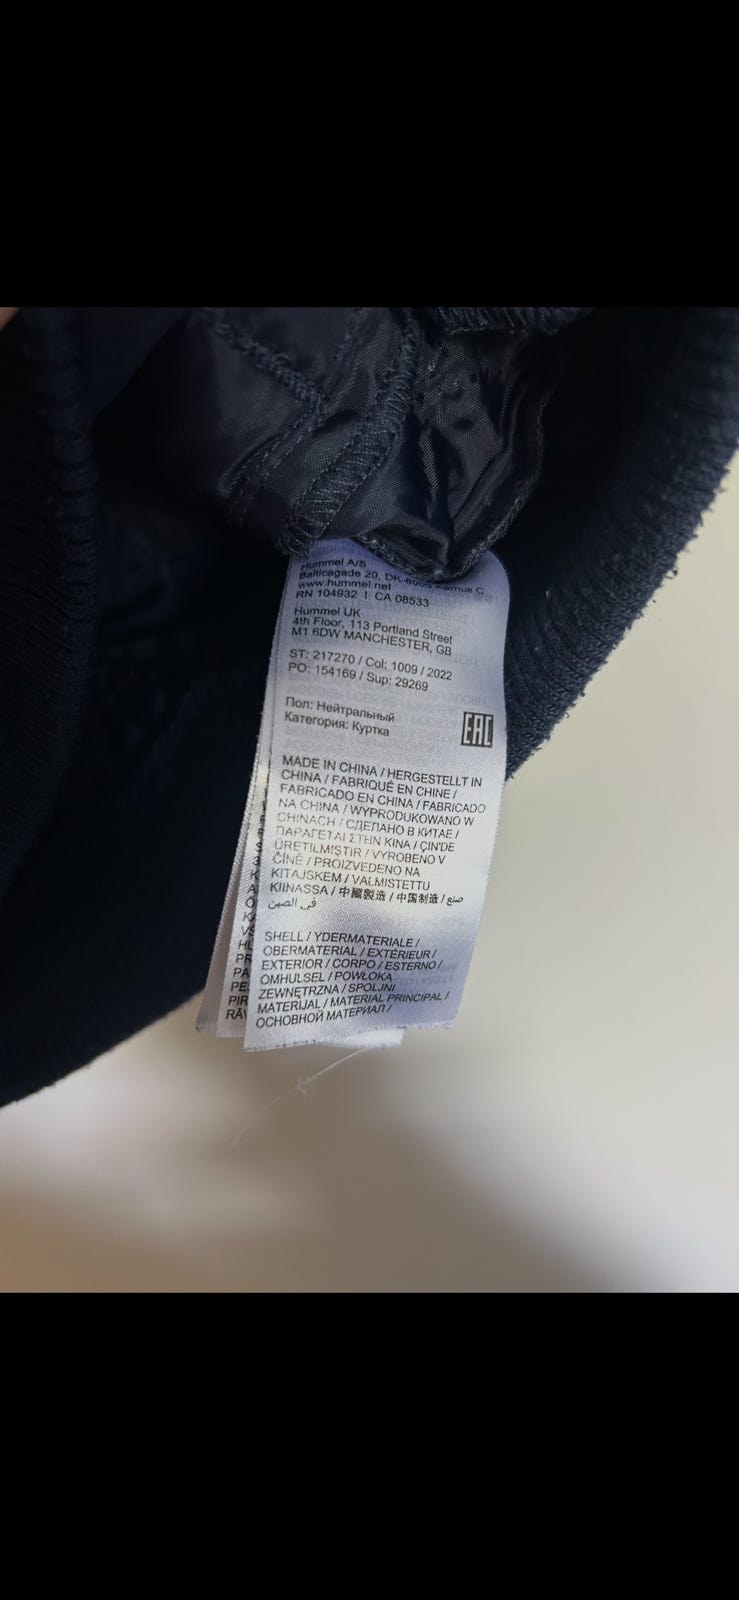 Hummel A/S
Balticagade 20, DK-8000 Aarhus C
www.hummel.net
RN 104932 | CA 08533
Hummel UK
4th Floor, 113 Portland Street
M1 6DW MANCHESTER, GB
ST: 217270 / Col: 1009 / 2022
PO: 154169 / Sup: 29269
Пол: Нейтральный
Категория: Куртка
EAC
MADE IN CHINA / HERGESTELLT IN
CHINA / FABRIQUÉ EN CHINE /
FABRICADO EN CHINA / FABRICADO
NA CHINA / WYPRODUKOWANO W
CHINACH / СДЕЛАНО В КИТАЕ /
ΠΑΡΑΓΕΤΑΙ ΣΤΗΝ ΚΙΝΑ / ÇİN'DE
ÜRETİLMİŞTİR / VYROBENO V
ČÍNĚ / PROIZVEDENO NA
KITAJSKEM / VALMISTETTU
KIINASSA / 中國製造 / 中国制造 / صنع
في الصين
SHELL / YDERMATERIALE /
OBERMATERIAL / EXTÉRIEUR /
EXTERIOR / CORPO / ESTERNO /
OMHULSEL / POWŁOKA
ZEWNĘTRZNA / SPOLJNI
MATERIJAL / MATERIAL PRINCIPAL /
ОСНОВНОЙ МАТЕРИАЛ /